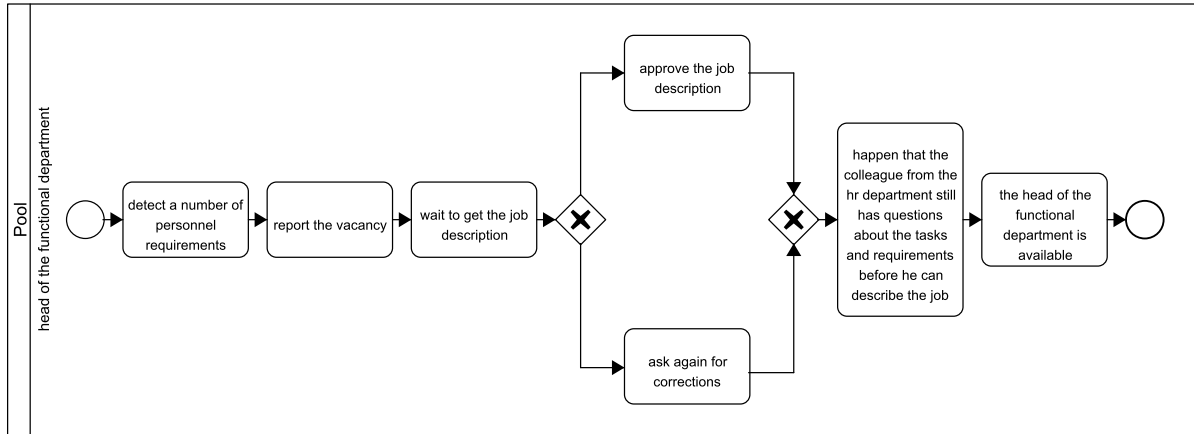 Pool
head of the functional department
detect a number of
personnel
requirements
report the vacancy
wait to get the job
description
approve the job
description
ask again for
corrections
happen that the
colleague from the
hr department still
has questions
about the tasks
and requirements
before he can
describe the job
the head of the
functional
department is
available